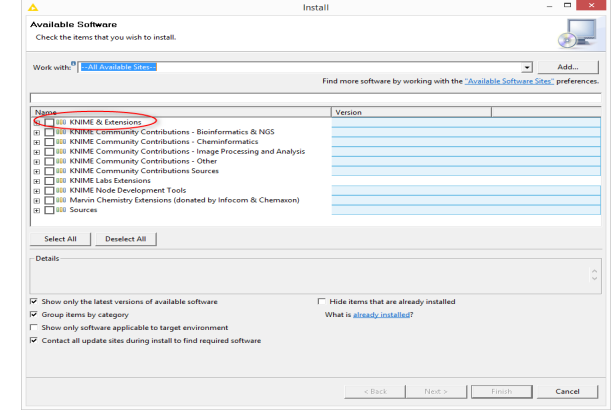 Install
Available Software
Check the items that you wish to install.
Work with: --All Available Sites--
Add...
Find more software by working with the "Available Software Sites" preferences.
Name Version
KNIME & Extensions
KNIME Community Contributions - Bioinformatics & NGS
KNIME Community Contributions - Cheminformatics
KNIME Community Contributions - Image Processing and Analysis
KNIME Community Contributions - Other
KNIME Community Contributions Sources
KNIME Labs Extensions
KNIME Node Development Tools
Marvin Chemistry Extensions (donated by Infocom & Chemaxon)
Sources
Select All Deselect All
Details
Show only the latest versions of available software Hide items that are already installed
Group items by category What is already installed?
Show only software applicable to target environment
Contact all update sites during install to find required software
< Back Next > Finish Cancel